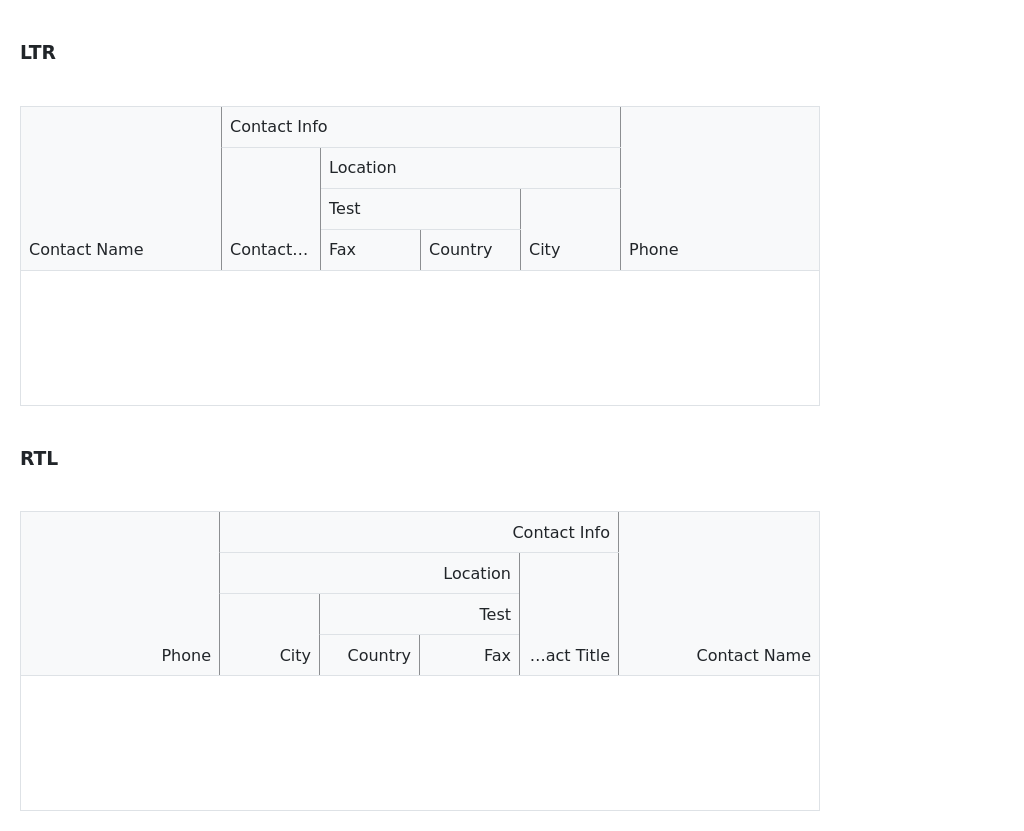 LTR
Contact Info
Location
Test
Contact Name
Contact…
Fax
Country
City
Phone
RTL
Contact Info
Location
Test
Phone
City
Country
Fax
…act Title
Contact Name